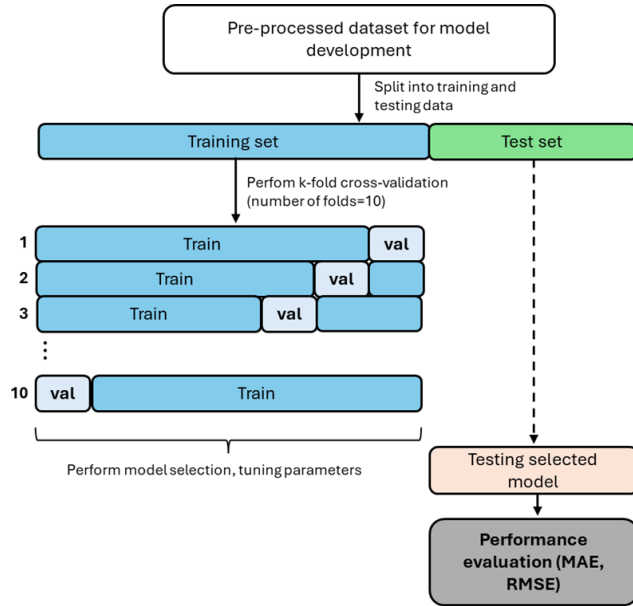 Pre-processed dataset for model
development
Split into training and
testing data
Training set
Test set
Perfom k-fold cross-validation
(number of folds=10)
1
Train
val
2
Train
val
3
Train
val
⋮
10
val
Train
Perform model selection, tuning parameters
Testing selected
model
Performance
evaluation (MAE,
RMSE)